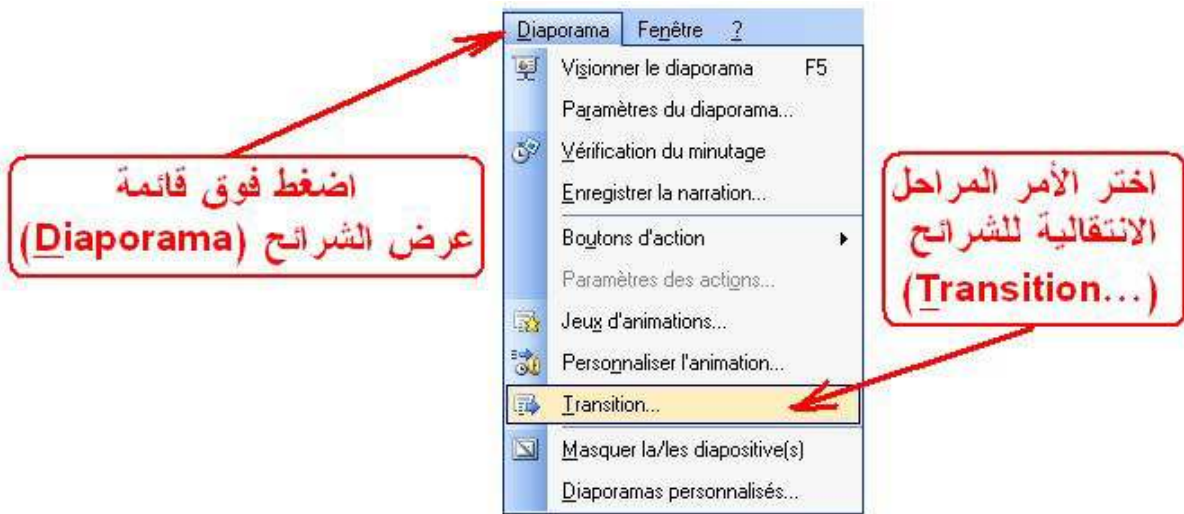 Diaporama Fenêtre ?
Visionner le diaporama F5
Paramètres du diaporama...
Vérification du minutage
Enregistrer la narration...
Boutons d'action
Paramètres des actions...
Jeux d'animations...
Personnaliser l'animation...
Transition...
Masquer la/les diapositive(s)
Diaporamas personnalisés...
اضغط فوق قائمة
عرض الشرائح (Diaporama)
اختر الأمر المراحل
الانتقالية للشرائح
(Transition...)